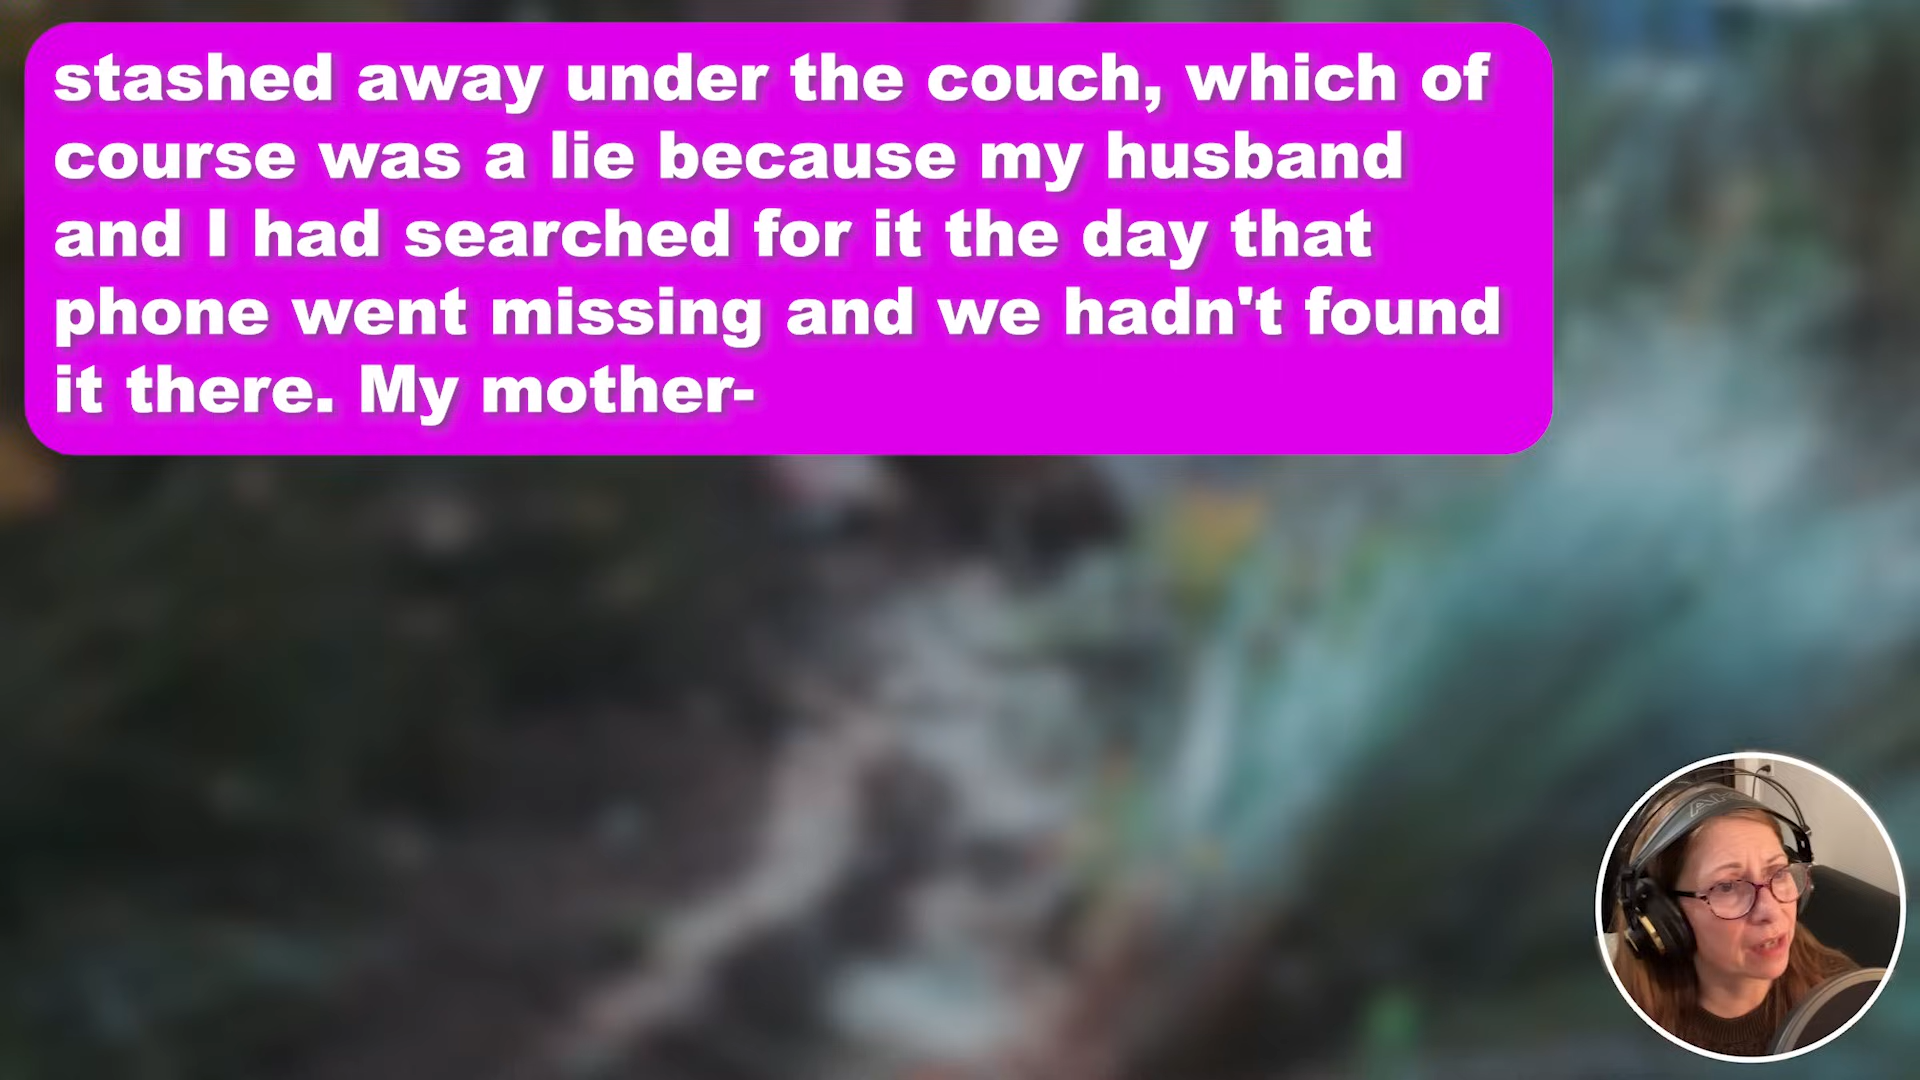 stashed away under the couch, which of
course was a lie because my husband
and I had searched for it the day that
phone went missing and we hadn't found
it there. My mother-